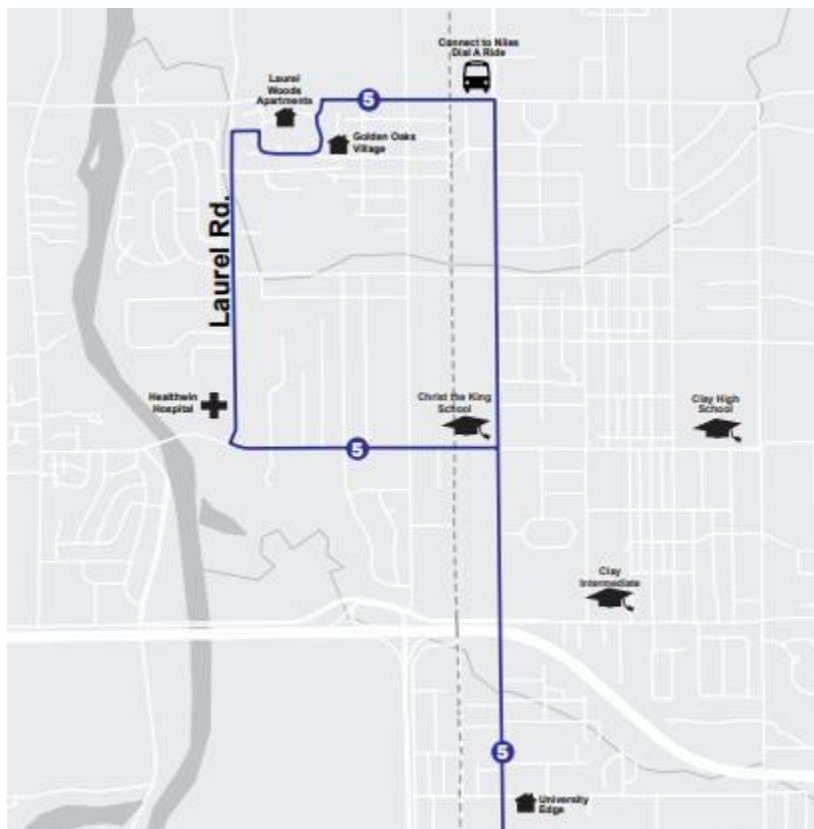 Connect to Niles
Dial A Ride
Laurel
Woods
Apartments
5
Golden Oaks
Village
Laurel Rd.
Healthwin
Hospital
Christ the King
School
Clay High
School
5
Clay
Intermediate
5
University
Edge